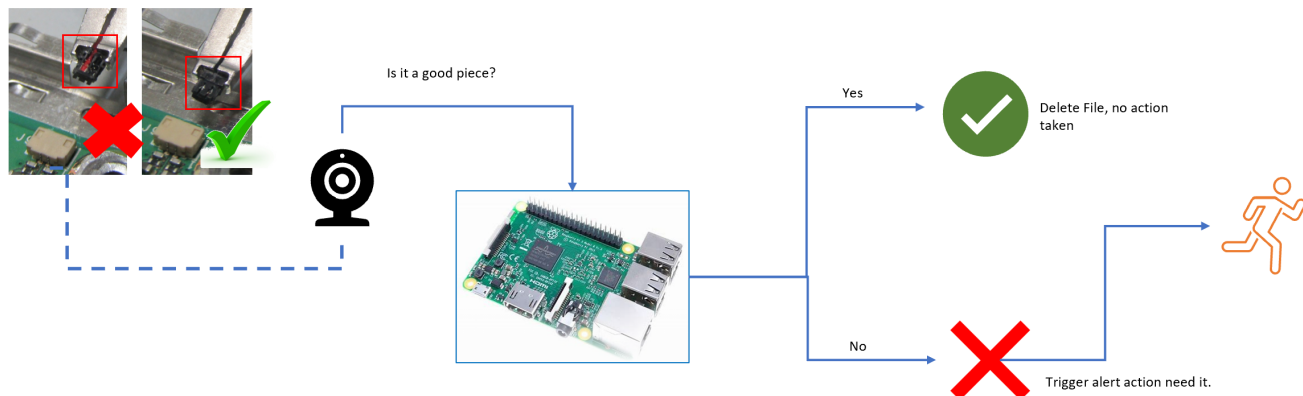 Is it a good piece?
Yes
Delete File, no action
taken
No
Trigger alert action need it.